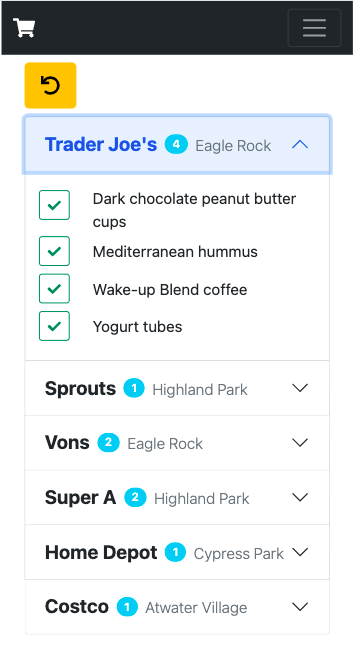 Trader Joe's 4 Eagle Rock
Dark chocolate peanut butter
cups
Mediterranean hummus
Wake-up Blend coffee
Yogurt tubes
Sprouts 1 Highland Park
Vons 2 Eagle Rock
Super A 2 Highland Park
Home Depot 1 Cypress Park
Costco 1 Atwater Village